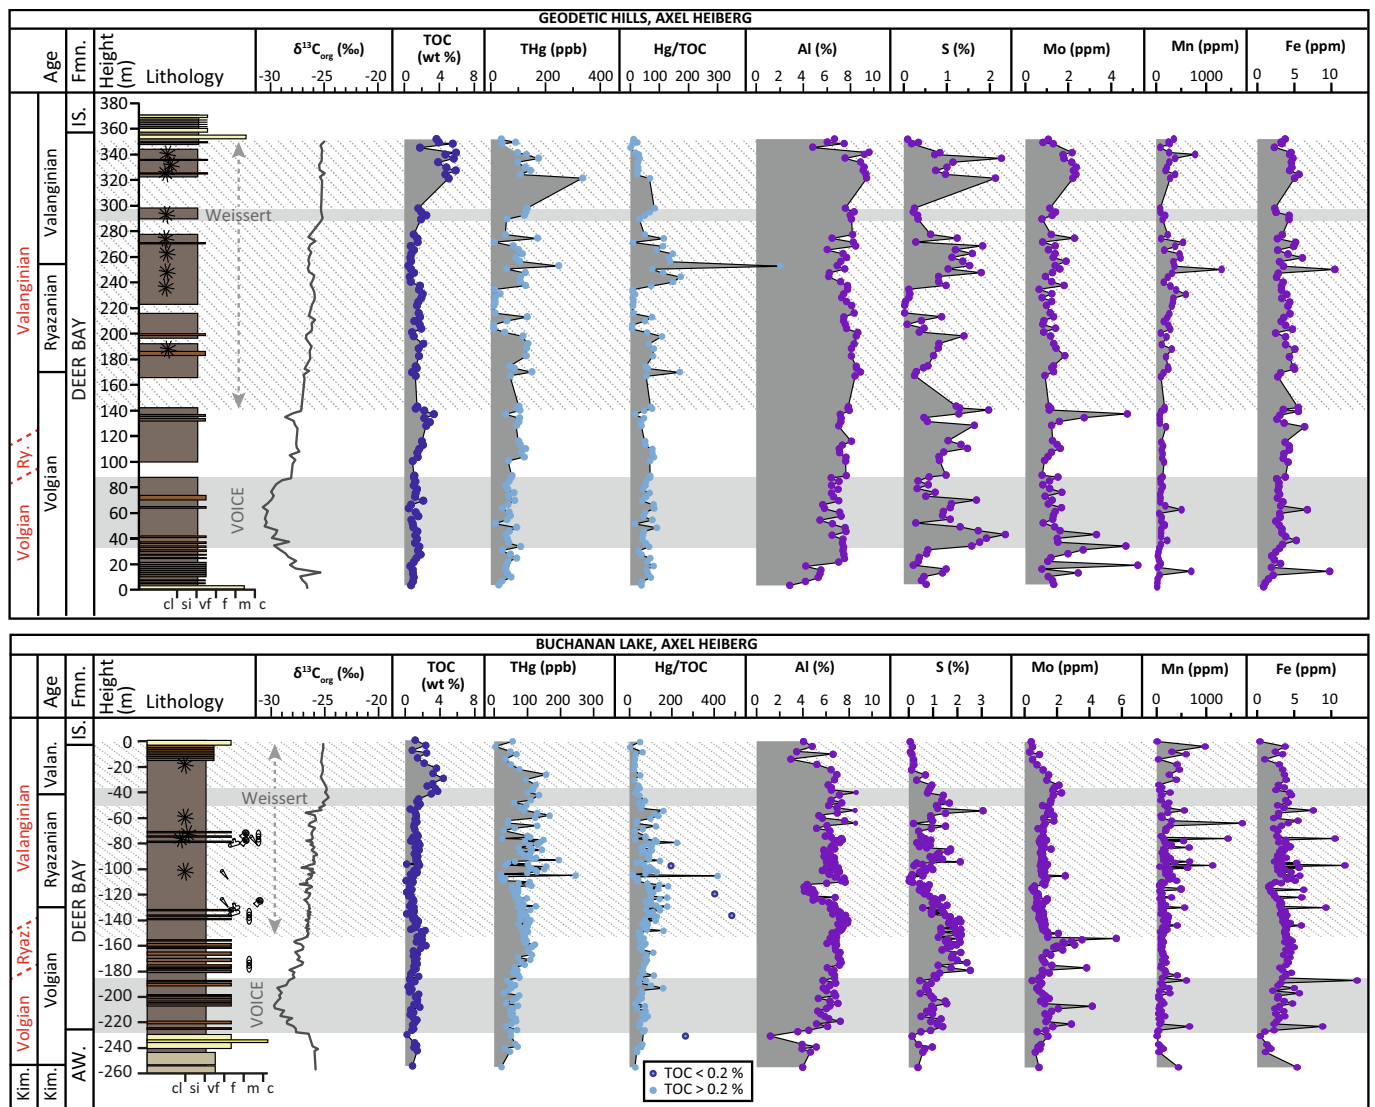 GEODETIC HILLS, AXEL HEIBERG
Age Fmn. Height (m) Lithology δ13Corg (‰) TOC (wt %) THg (ppb) Hg/TOC Al (%) S (%) Mo (ppm) Mn (ppm) Fe (ppm)
-30 -25 -20 0 4 8 0 200 400 0 100 200 300 0 2 4 6 8 10 0 1 2 0 2 4 0 1000 0 5 10
380
360
340
320
300
280
260
240
220
200
180
160
140
120
100
80
60
40
20
0
cl si vf f m c
Valanginian
Ry.
Volgian
Valanginian
Ryazanian
Volgian
IS.
DEER BAY
Weissert
VOICE
BUCHANAN LAKE, AXEL HEIBERG
Age Fmn. Height (m) Lithology δ13Corg (‰) TOC (wt %) THg (ppb) Hg/TOC Al (%) S (%) Mo (ppm) Mn (ppm) Fe (ppm)
-30 -25 -20 0 4 8 0 100 200 300 0 200 400 0 2 4 6 8 10 0 1 2 3 0 2 4 6 0 1000 0 5 10
0
-20
-40
-60
-80
-100
-120
-140
-160
-180
-200
-220
-240
-260
cl si vf f m c
Valanginian
Ryaz.
Volgian
Kim.
Valan.
Ryazanian
Volgian
Kim.
IS.
DEER BAY
AW.
Weissert
VOICE
TOC < 0.2 %
TOC > 0.2 %